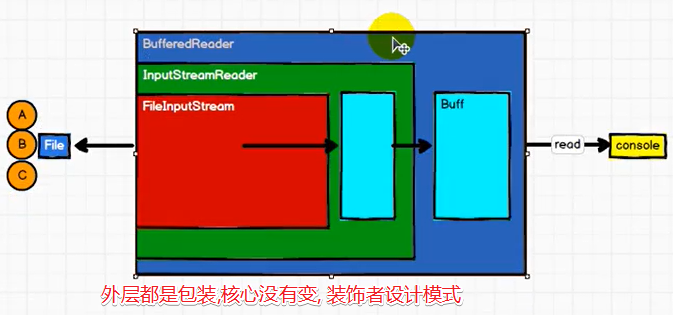 BufferedReader
InputStreamReader
FileInputStream
Buff
A
B
C
File
read
console
外层都是包装,核心没有变, 装饰者设计模式